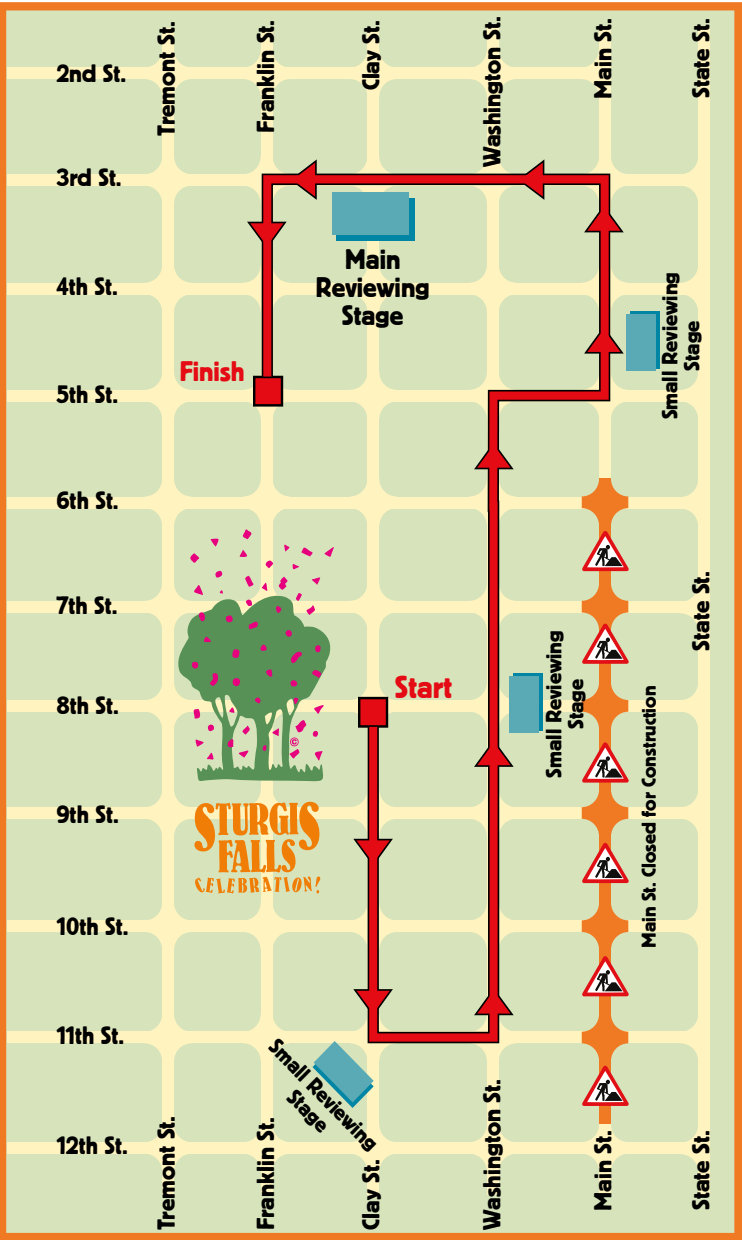 Tremont St.
Franklin St.
Clay St.
Washington St.
Main St.
State St.
2nd St.
3rd St.
Main
Reviewing
Stage
4th St.
Small Reviewing
Stage
Finish
5th St.
6th St.
7th St.
State St.
Start
8th St.
Small Reviewing
Stage
©
Main St. Closed for Construction
9th St.
STURGIS
FALLS
CELEBRATION!
10th St.
11th St.
Small Reviewing
Stage
12th St.
Tremont St.
Franklin St.
Clay St.
Washington St.
Main St.
State St.